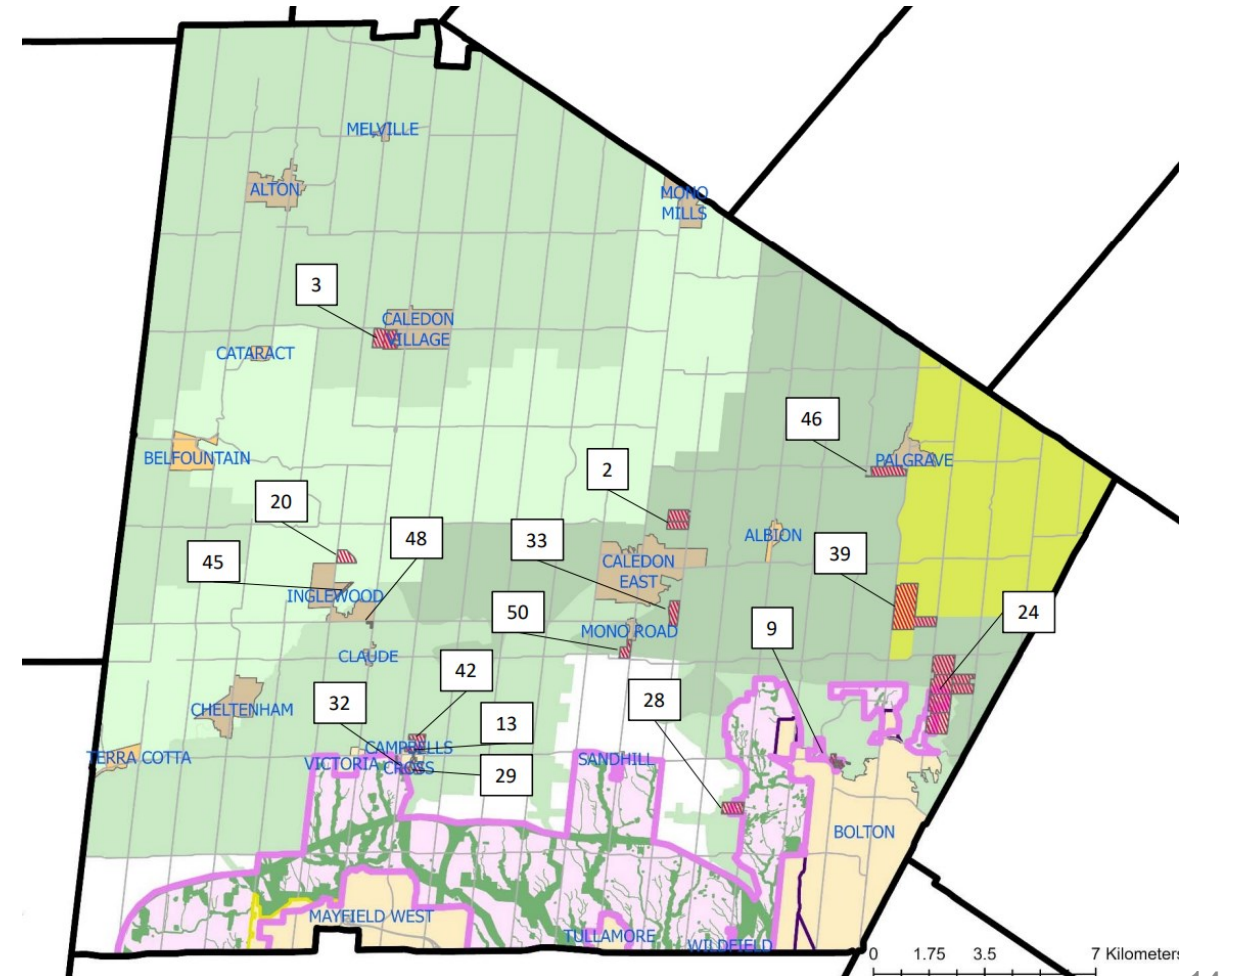 MELVILLE
ALTON
MONO
MILLS
3
CALEDON
VILLAGE
CATARACT
46
BELFOUNTAIN
PALGRAVE
2
20
48
33
ALBION
39
45
CALEDON
EAST
INGLEWOOD
50
MONO ROAD
9
24
CLAUDE
42
32
28
CHELTENHAM
13
CAMPBELLS
CROSS
VICTORIA
TERRA COTTA
SANDHILL
29
BOLTON
MAYFIELD WEST
TULLAMORE
WILDFIELD
0 1.75 3.5 7 Kilometers